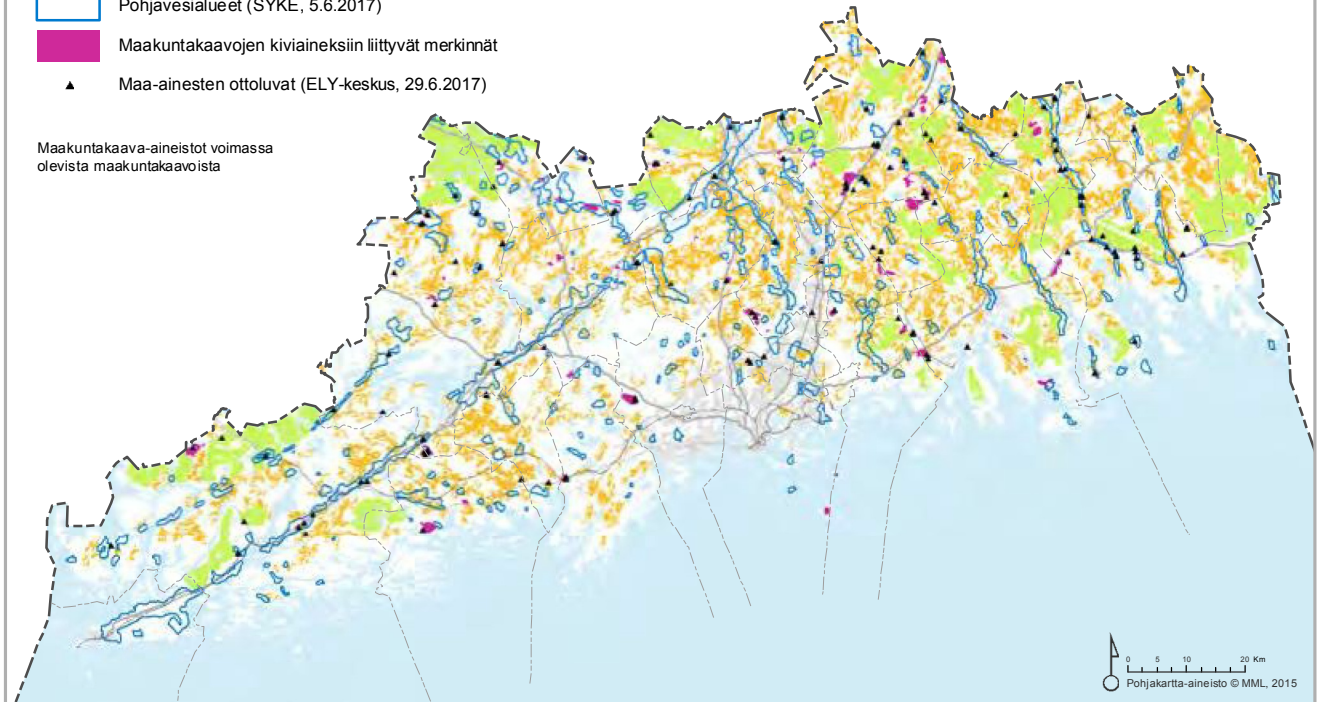 Pohjavesialueet (SYKE, 5.6.2017)
Maakuntakaavojen kiviaineksiin liittyvät merkinnät
Maa-ainesten ottoluvat (ELY-keskus, 29.6.2017)
Maakuntakaava-aineistot voimassa
olevista maakuntakaavoista
0 5 10 20 Km
Pohjakartta-aineisto © MML, 2015